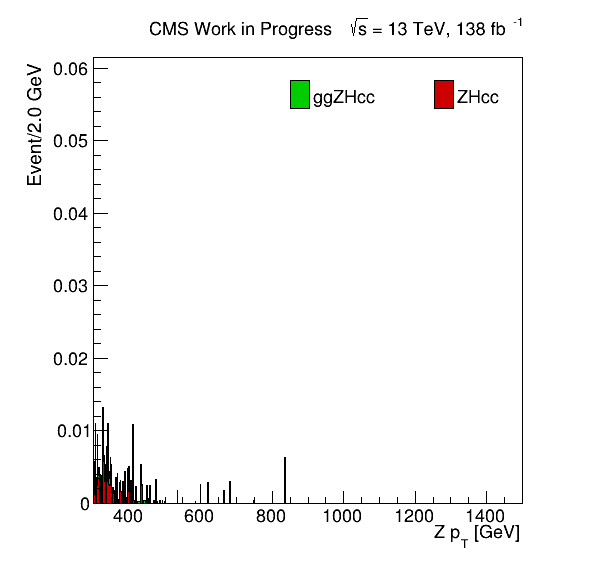 CMS Work in Progress √s = 13 TeV, 138 fb⁻¹
Event/2.0 GeV
0.06
0.05
0.04
0.03
0.02
0.01
0
ggZHcc ZHcc
400 600 800 1000 1200 1400
Z p_T [GeV]